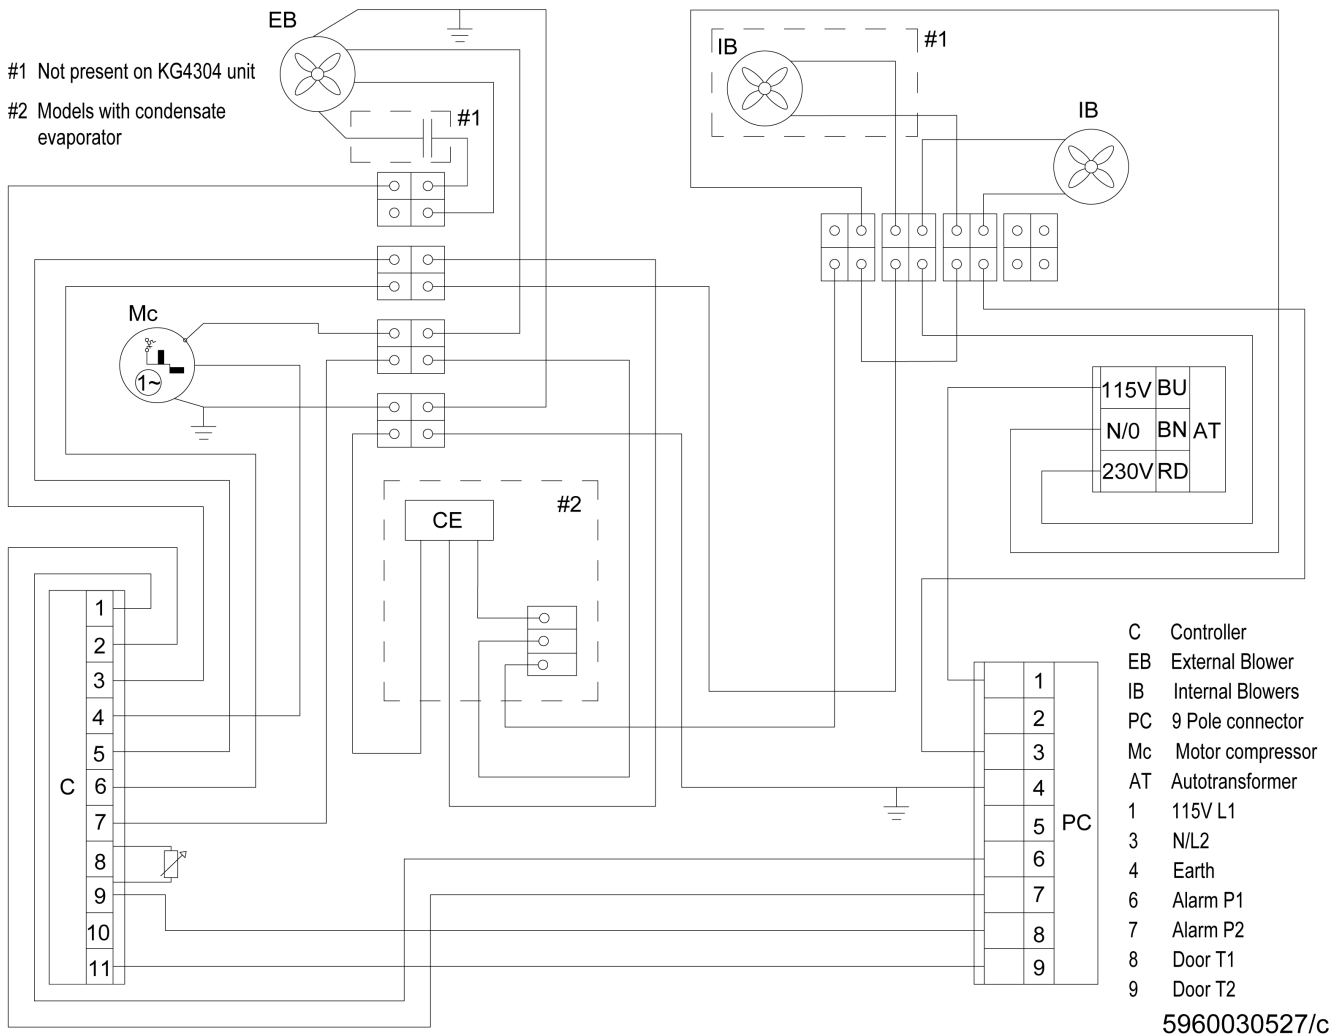 EB
#1 Not present on KG4304 unit
#2 Models with condensate
evaporator
#1
IB
#1
IB
Mc
1~
115V BU
N/0 BN AT
230V RD
CE
#2
C
1
2
3
4
5
6
7
8
9
10
11
1
2
3
4
5
6
7
8
9
PC
C Controller
EB External Blower
IB Internal Blowers
PC 9 Pole connector
Mc Motor compressor
AT Autotransformer
1 115V L1
3 N/L2
4 Earth
6 Alarm P1
7 Alarm P2
8 Door T1
9 Door T2
5960030527/c